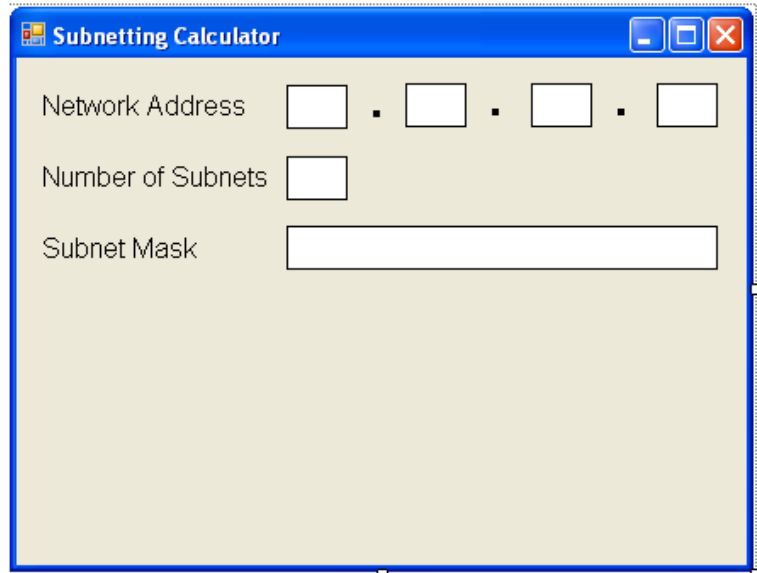 Subnetting Calculator
Network Address . . .
Number of Subnets
Subnet Mask